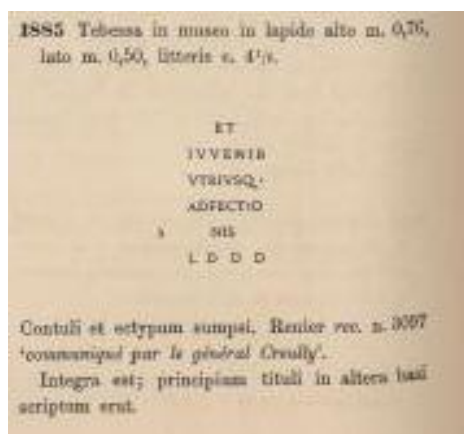 1885 Tebessa in museo in lapide alto m. 0,76,
lato m. 0,50, litteris c. 4½.
ET
IVVENIB
VTRIVSQ·
ADFECTIO
5 NIS
L D D D
Contuli et ectypum sumpsi. Renier rec. n. 3097
'communiqué par le général Creully'.
Integra est; principium tituli in altera basi
scriptum erat.